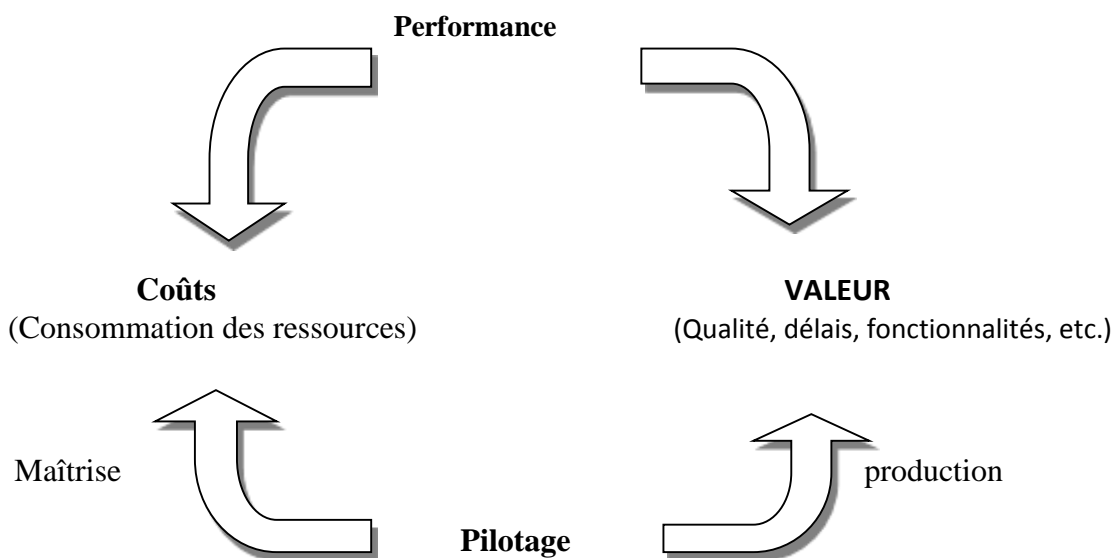 Performance
Coûts
VALEUR
(Consommation des ressources)
(Qualité, délais, fonctionnalités, etc.)
Maîtrise
production
Pilotage